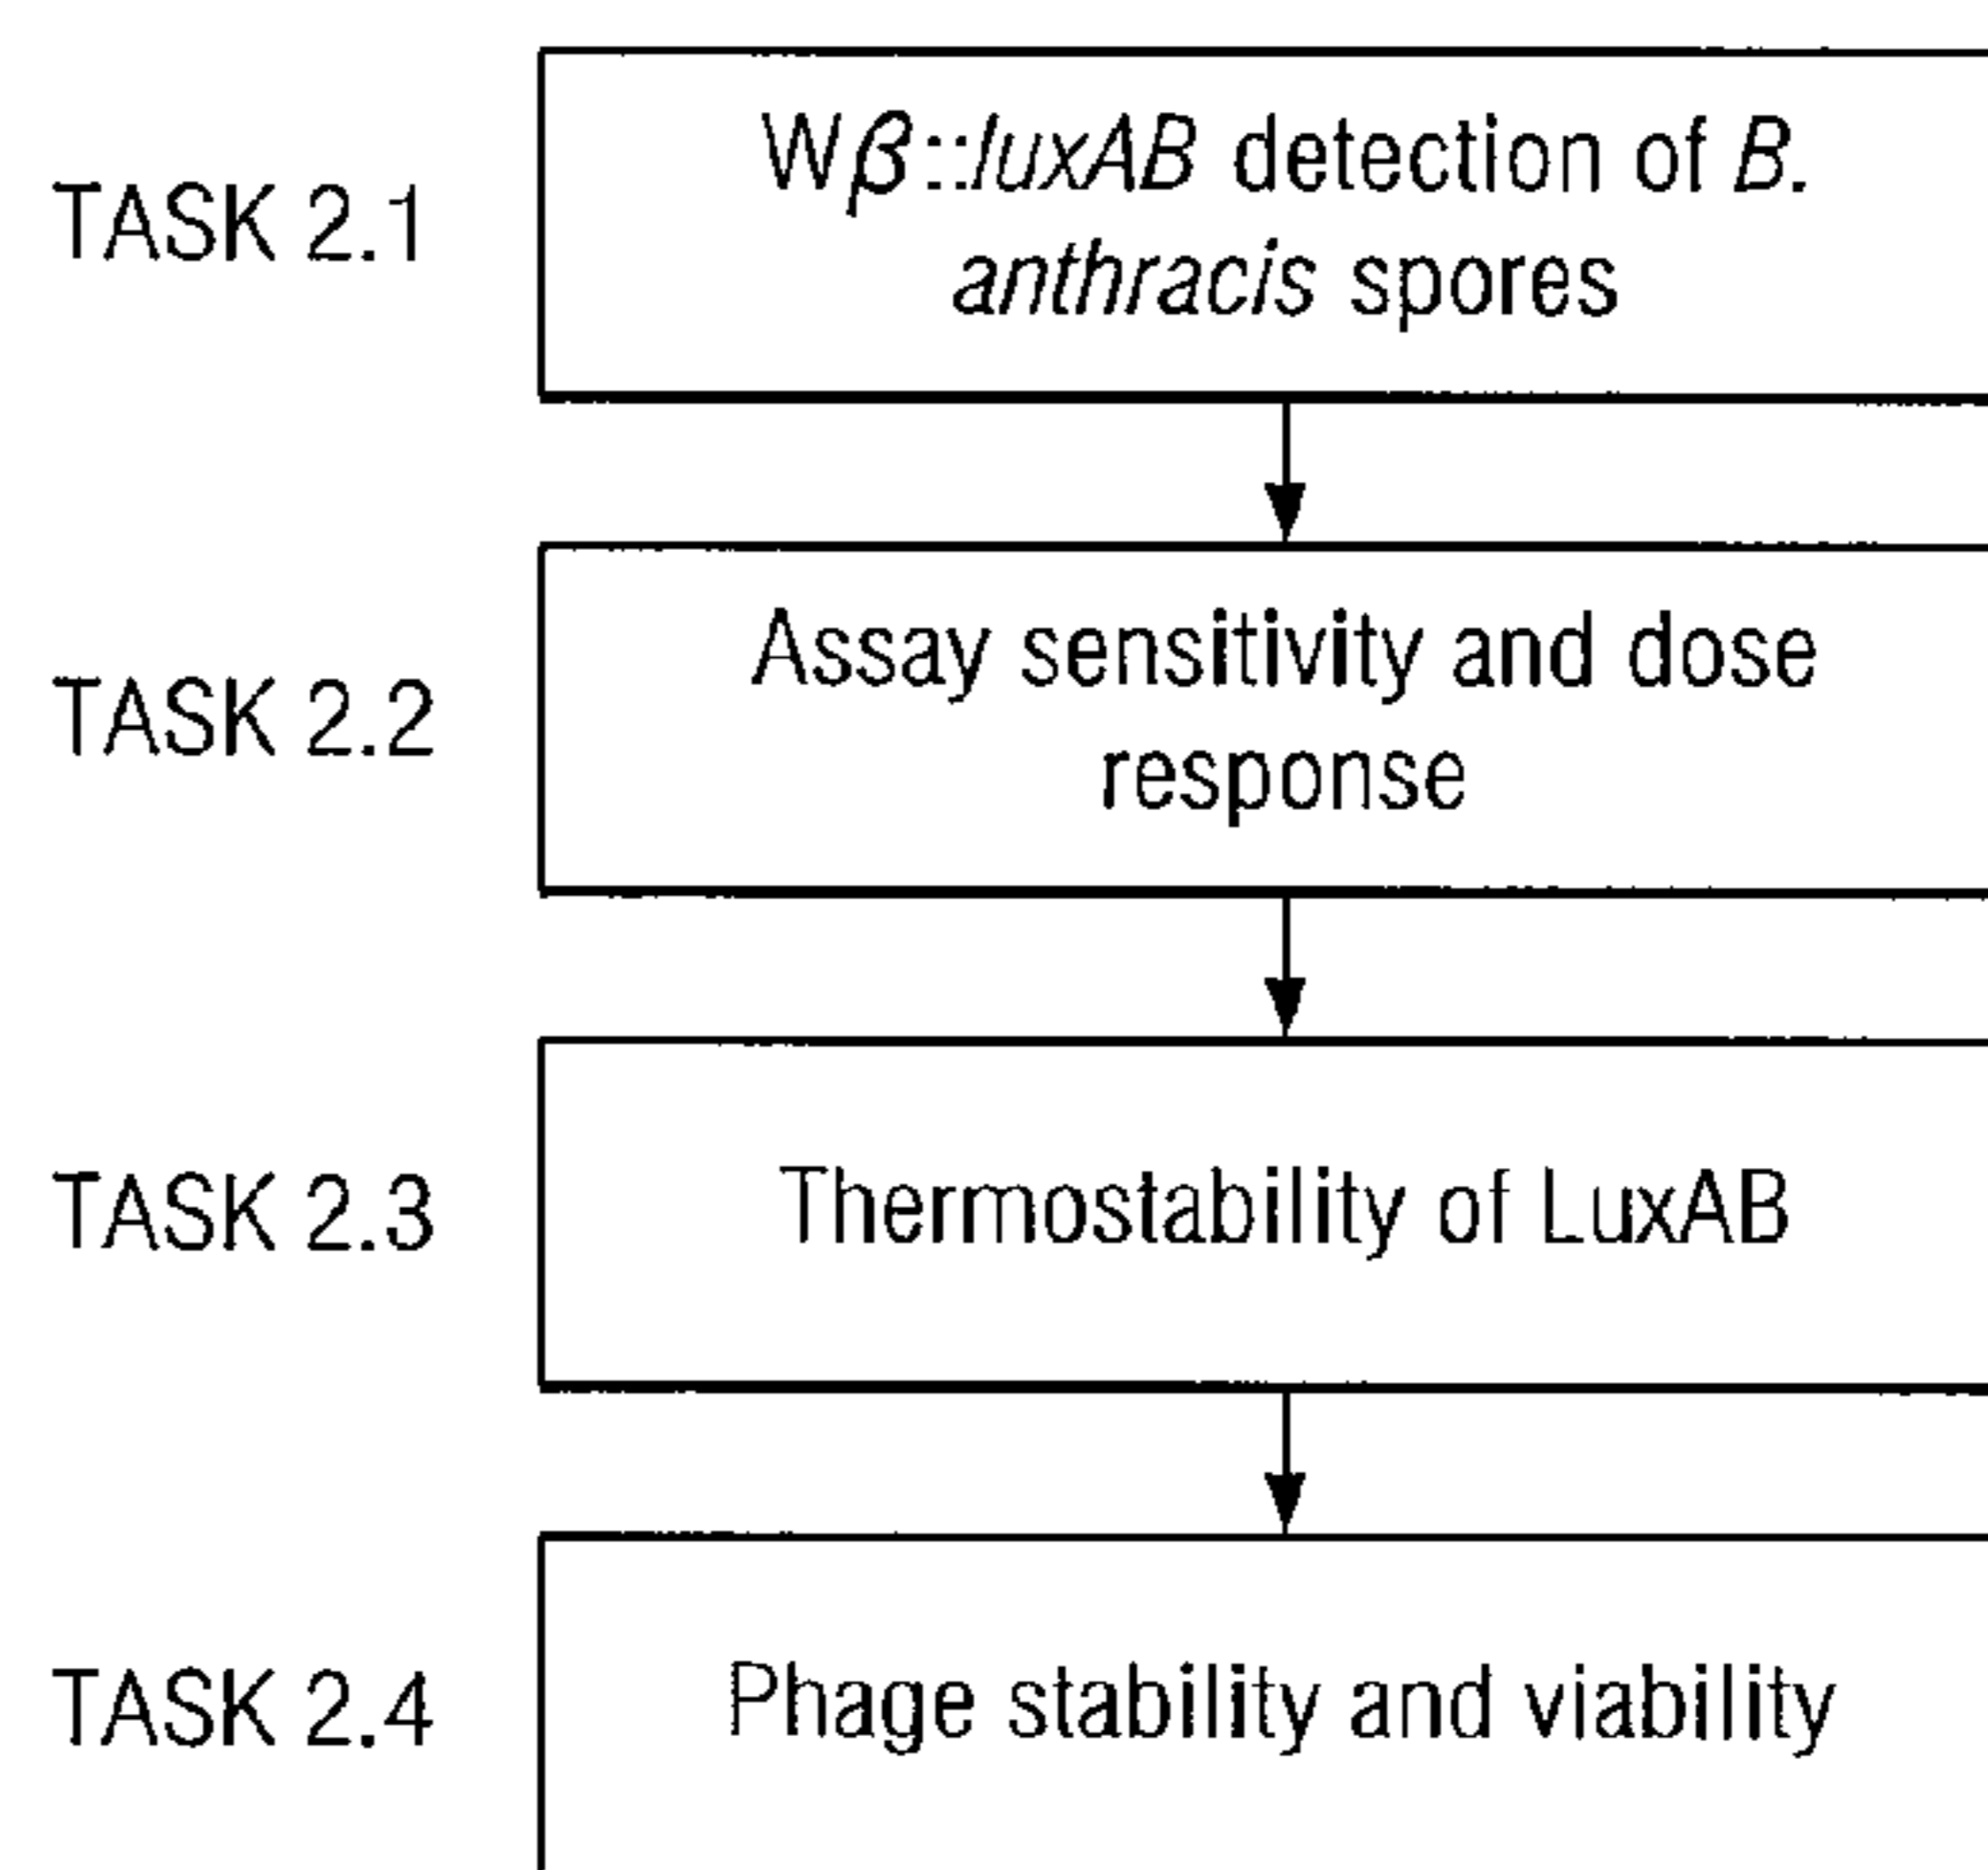 TASK 2.1
Wβ::luxAB detection of B.
anthracis spores
TASK 2.2
Assay sensitivity and dose
response
TASK 2.3
Thermostability of LuxAB
TASK 2.4
Phage stability and viability